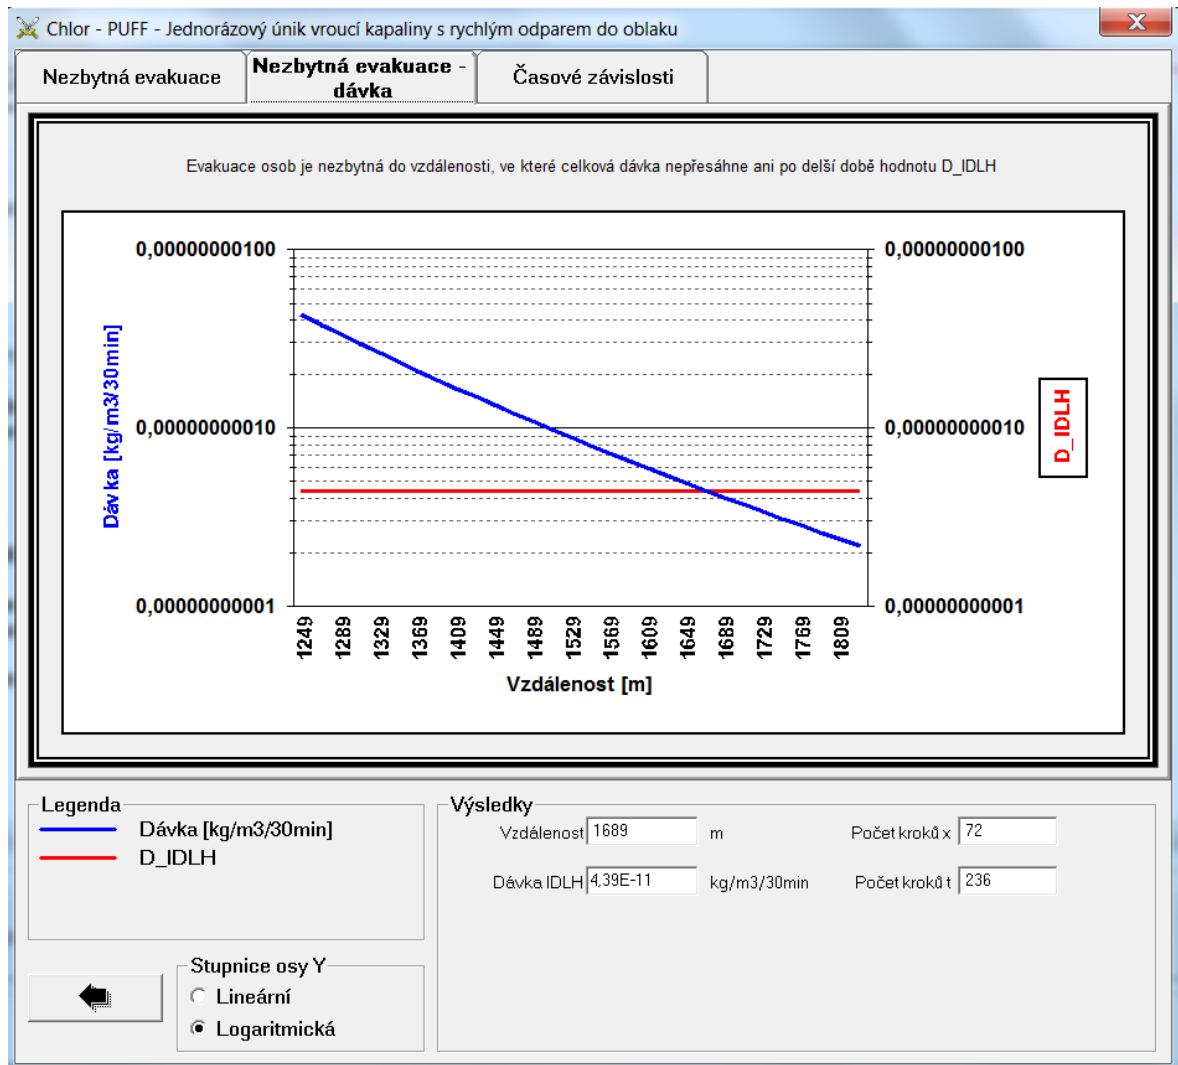 Chlor - PUFF - Jednorázový únik vroucí kapaliny s rychlým odparem do oblaku
X
Nezbytná evakuace
Nezbytná evakuace -
dávka
Časové závislosti
Evakuace osob je nezbytná do vzdálenosti, ve které celková dávka nepřesáhne ani po delší době hodnotu D_IDLH
0,00000000100
0,00000000010
0,00000000001
Dávka [kg/m3/30min]
0,00000000100
0,00000000010
0,00000000001
D_IDLH
1249
1289
1329
1369
1409
1449
1489
1529
1569
1609
1649
1689
1729
1769
1809
Vzdálenost [m]
Legenda
Dávka [kg/m3/30min]
D_IDLH
Stupnice osy Y
Lineární
Logaritmická
Výsledky
Vzdálenost 1689 m
Počet kroků x 72
Dávka IDLH 4,39E-11 kg/m3/30min
Počet kroků t 236